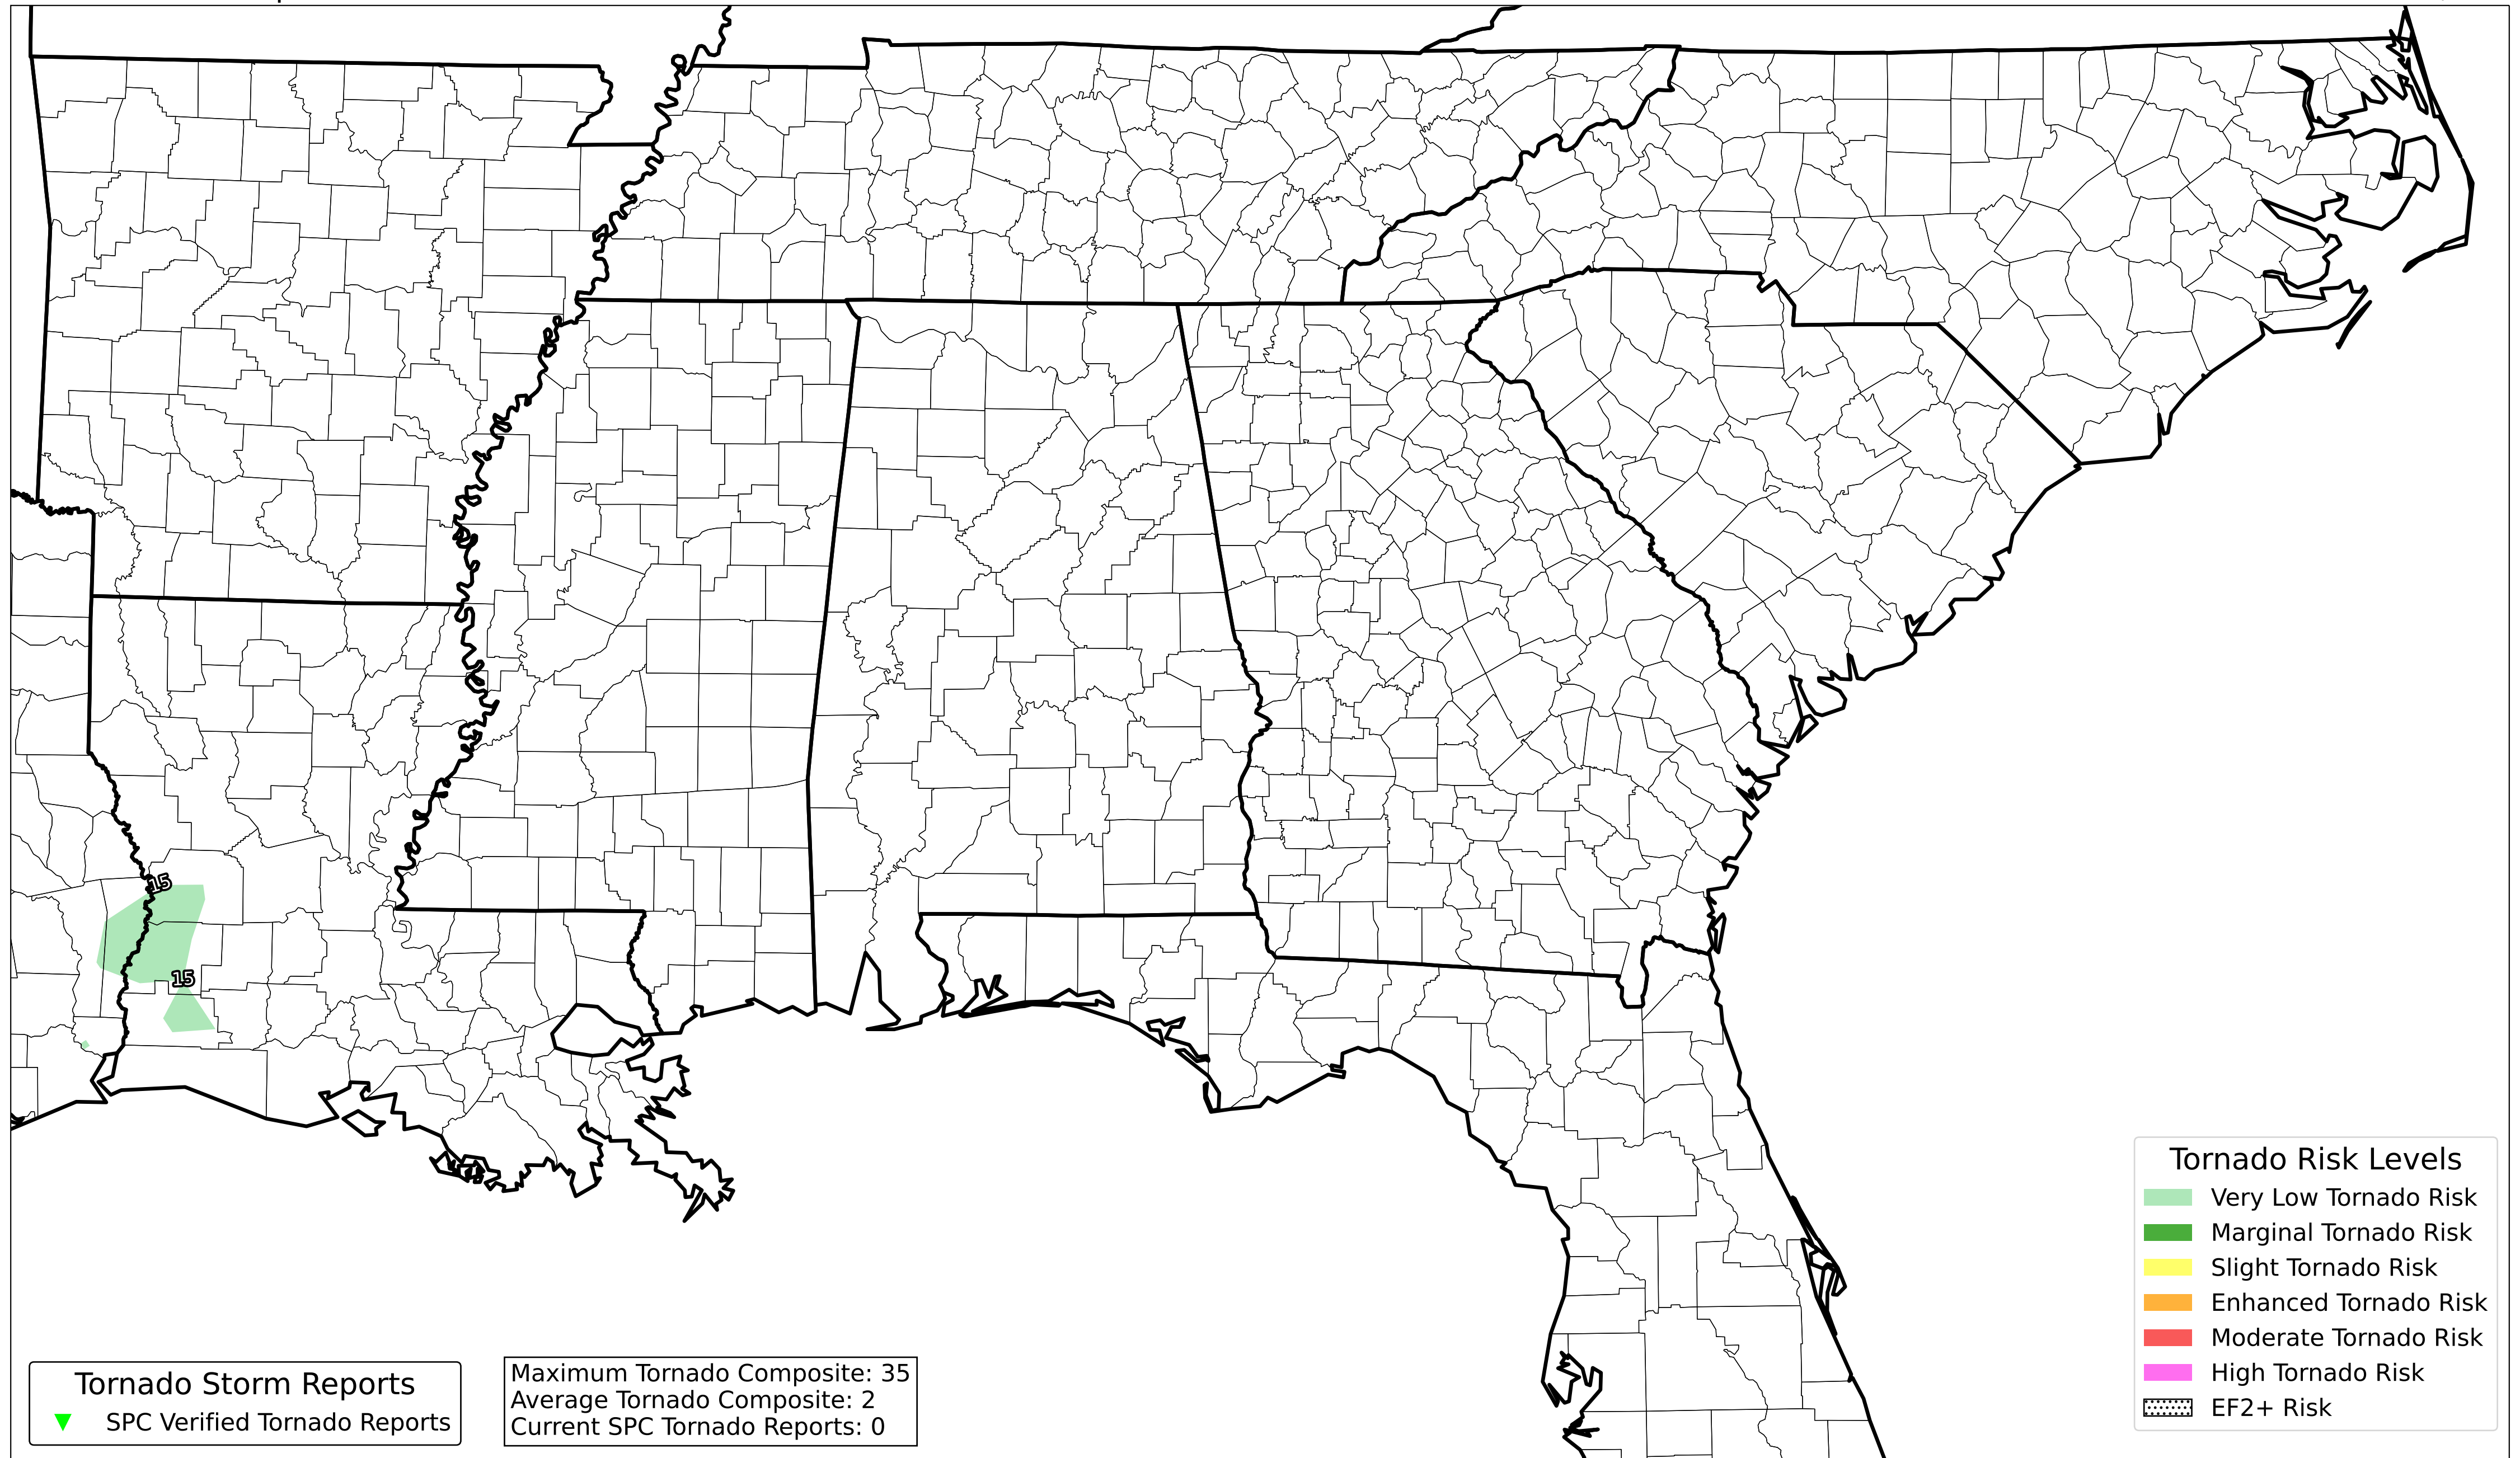 15
15
Tornado Storm Reports
SPC Verified Tornado Reports
Maximum Tornado Composite: 35
Average Tornado Composite: 2
Current SPC Tornado Reports: 0
Tornado Risk Levels
Very Low Tornado Risk
Marginal Tornado Risk
Slight Tornado Risk
Enhanced Tornado Risk
Moderate Tornado Risk
High Tornado Risk
EF2+ Risk